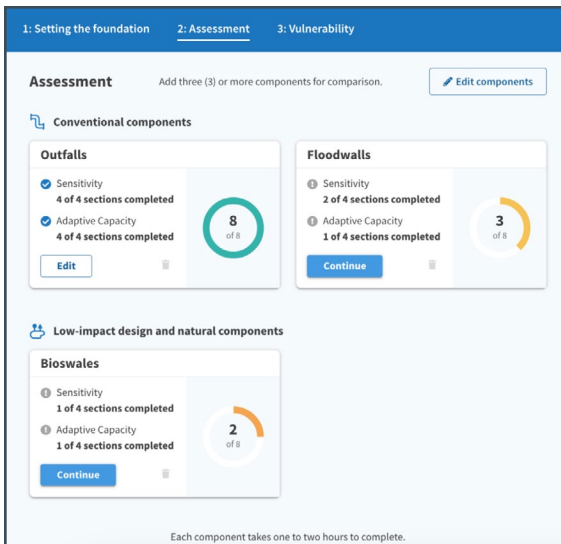 1: Setting the foundation 2: Assessment 3: Vulnerability
Assessment Add three (3) or more components for comparison. Edit components
Conventional components
Outfalls
Sensitivity
4 of 4 sections completed
Adaptive Capacity
4 of 4 sections completed
8
of 8
Edit
Floodwalls
Sensitivity
2 of 4 sections completed
Adaptive Capacity
1 of 4 sections completed
3
of 8
Continue
Low-impact design and natural components
Bioswales
Sensitivity
1 of 4 sections completed
Adaptive Capacity
1 of 4 sections completed
2
of 8
Continue
Each component takes one to two hours to complete.